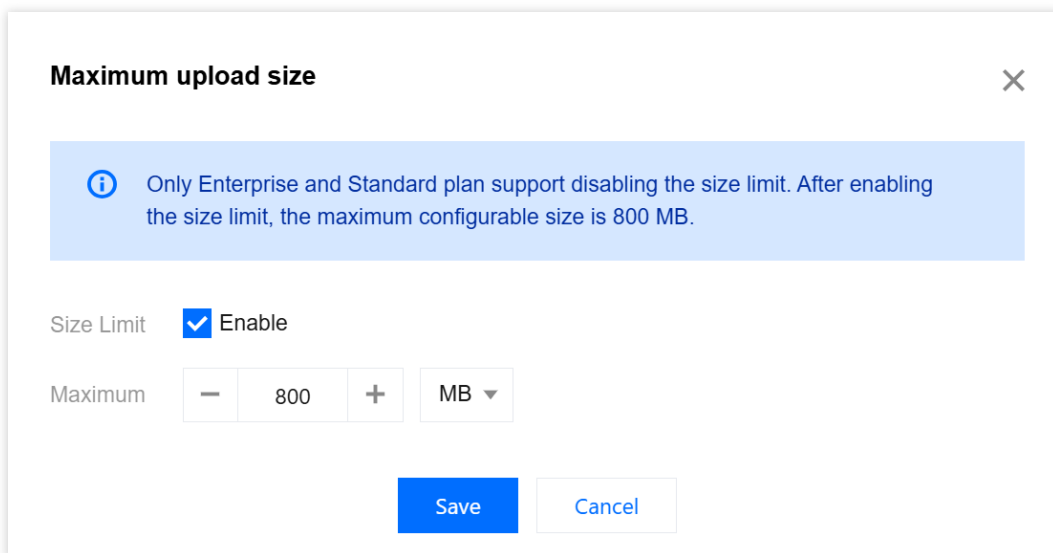 Maximum upload size
Only Enterprise and Standard plan support disabling the size limit. After enabling
the size limit, the maximum configurable size is 800 MB.
Size Limit Enable
Maximum 800 MB
Save Cancel